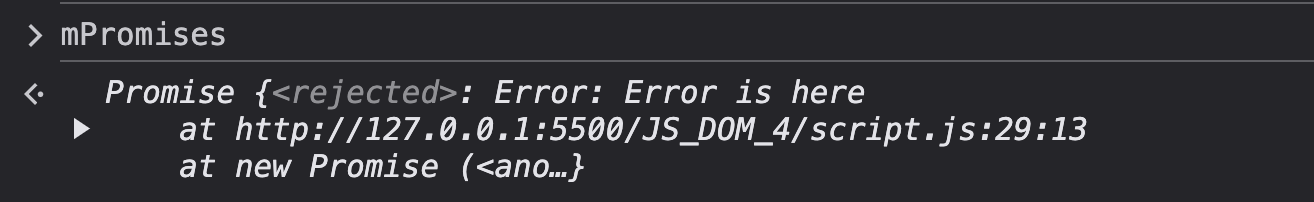 mPromises
Promise {<rejected>: Error: Error is here
at http://127.0.0.1:5500/JS_DOM_4/script.js:29:13
at new Promise (<ano…}